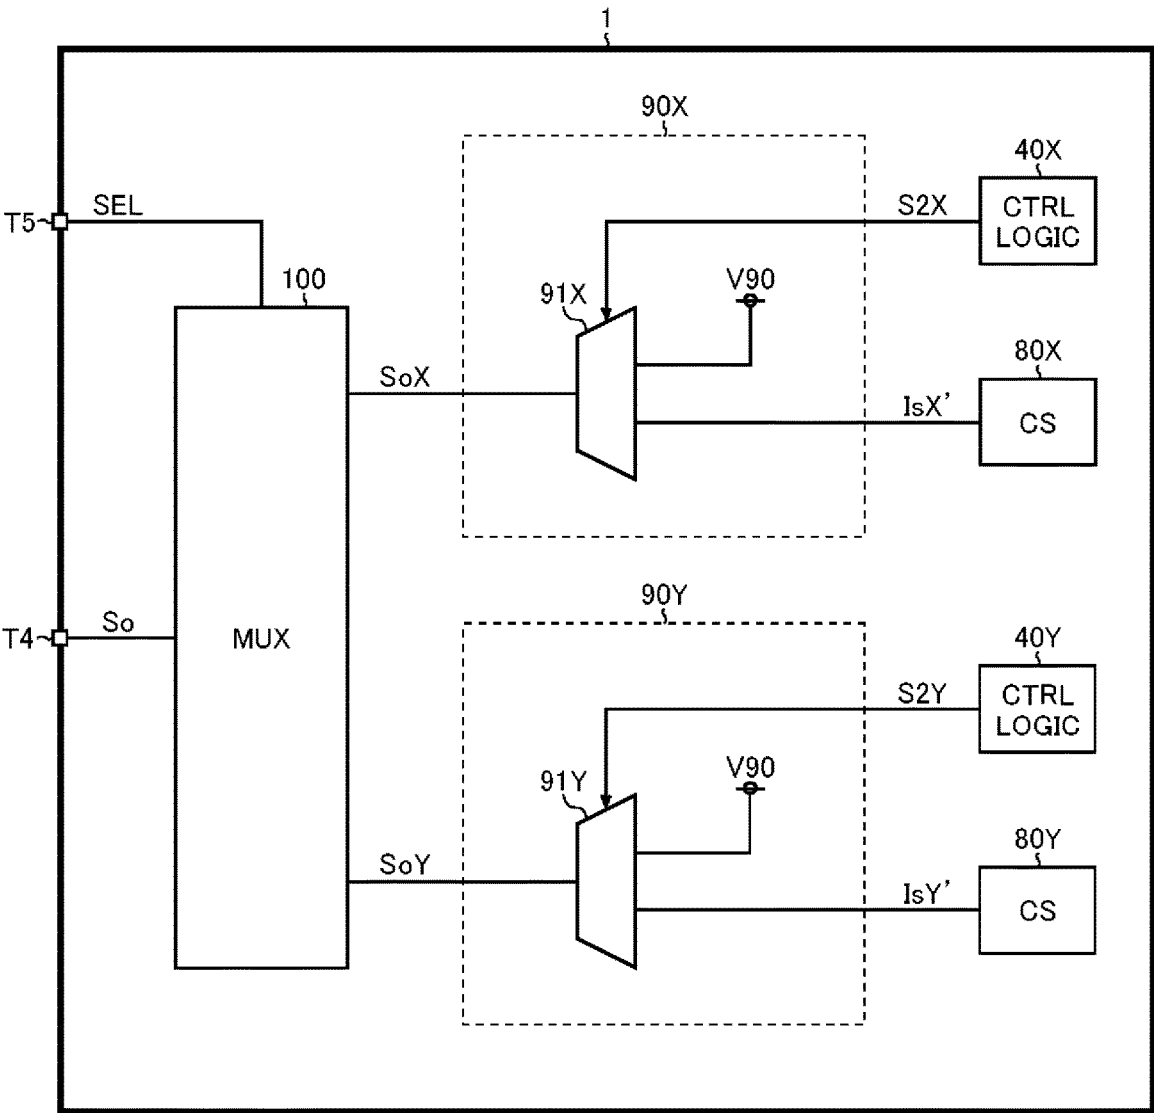 1
90X
40X
CTRL
LOGIC
S2X
SEL
T5
100
91X
V90
80X
CS
SoX
IsX'
90Y
40Y
CTRL
LOGIC
So
T4
MUX
S2Y
91Y
V90
80Y
CS
SoY
IsY'